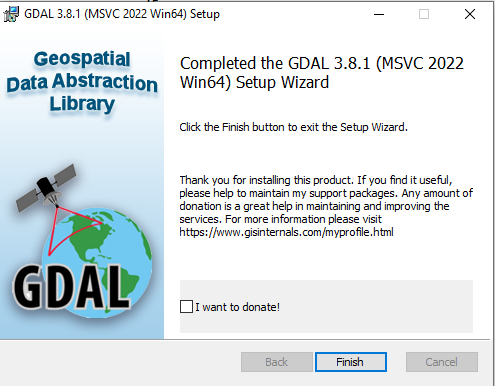 GDAL 3.8.1 (MSVC 2022 Win64) Setup
Geospatial
Data Abstraction
Library
GDAL
Completed the GDAL 3.8.1 (MSVC 2022
Win64) Setup Wizard
Click the Finish button to exit the Setup Wizard.
Thank you for installing this product. If you find it useful,
please help to maintain my support packages. Any amount of
donation is a great help in maintaining and improving the
services. For more information please visit
https://www.gisinternals.com/myprofile.html
I want to donate!
Back
Finish
Cancel